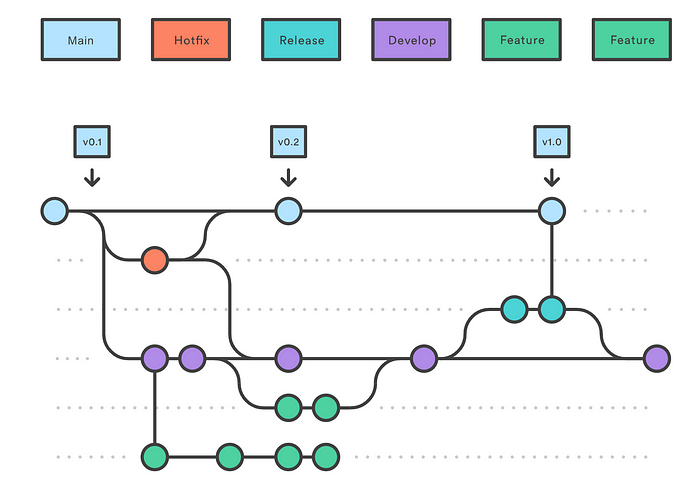 Main
Hotfix
Release
Develop
Feature
Feature
v0.1
v0.2
v1.0